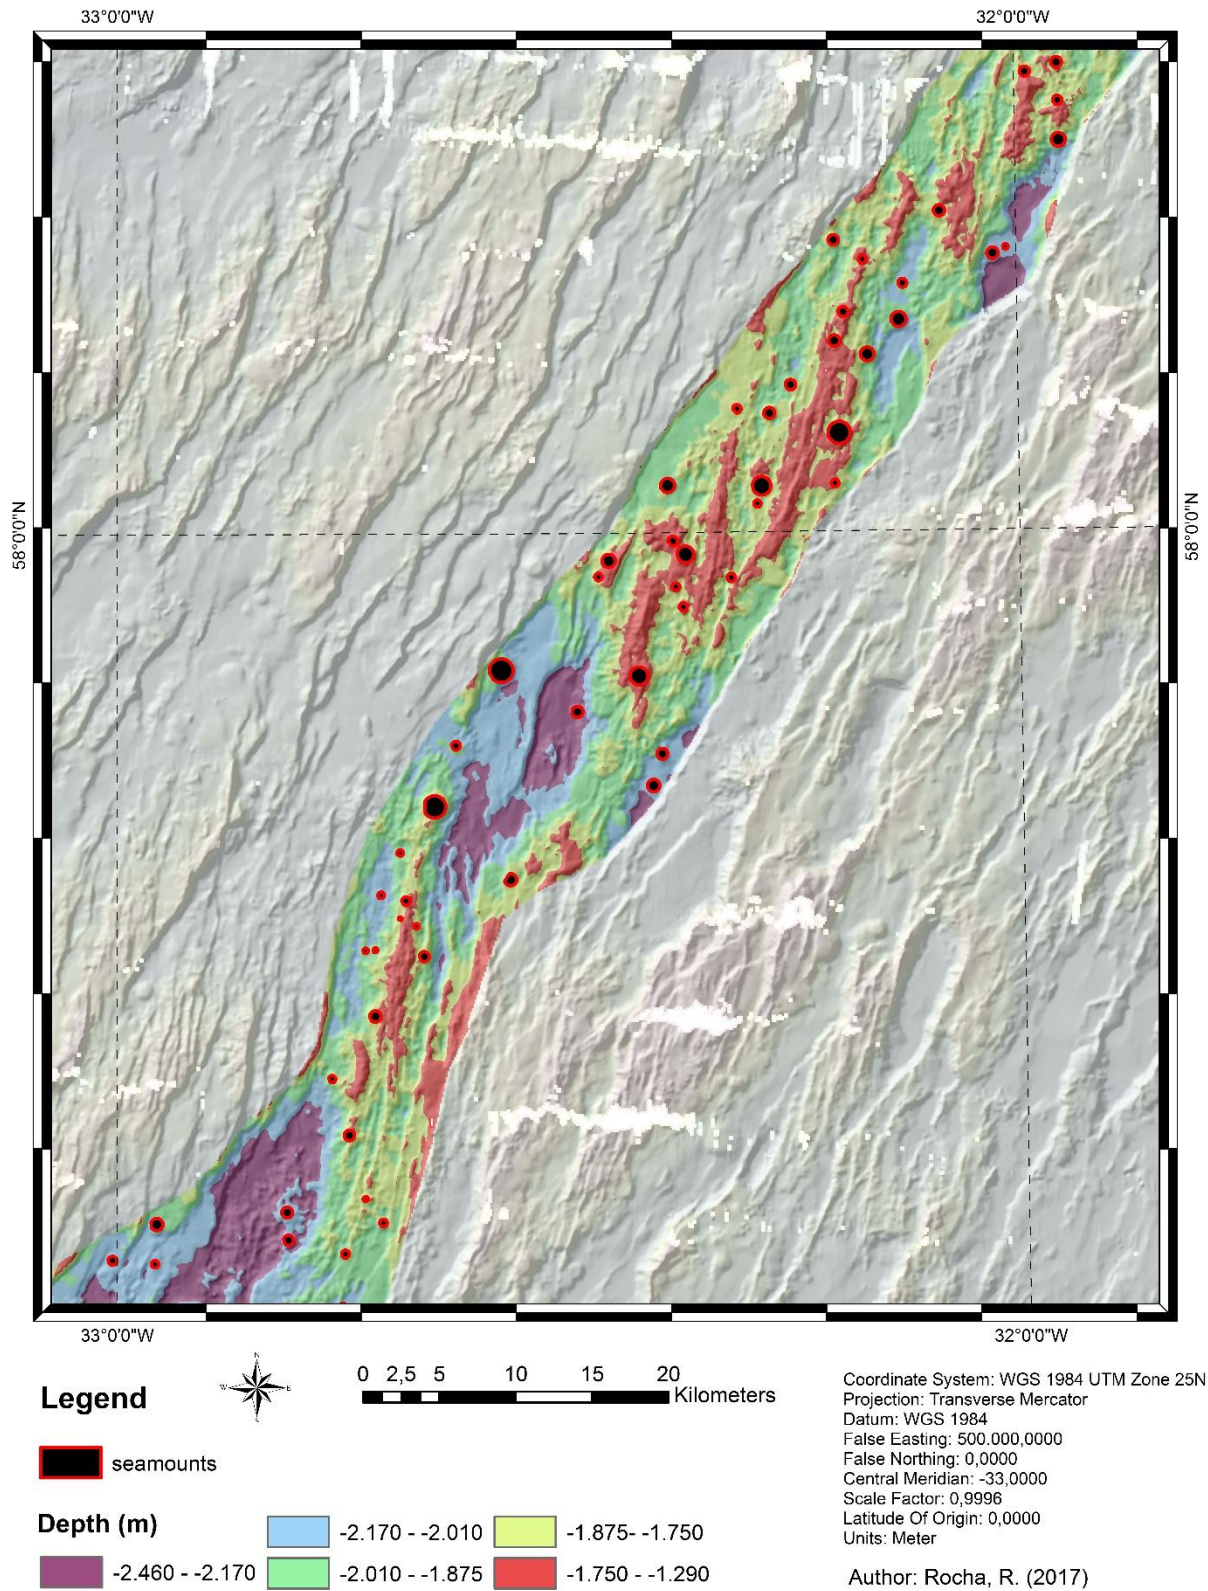 33°0'0"W 32°0'0"W
58°0'0"N 58°0'0"N
33°0'0"W 32°0'0"W
Legend
N
W E
0 2,5 5 10 15 20
Kilometers
seamounts
Depth (m)
-2.460 - -2.170
-2.170 - -2.010
-2.010 - -1.875
-1.875- -1.750
-1.750 - -1.290
Coordinate System: WGS 1984 UTM Zone 25N
Projection: Transverse Mercator
Datum: WGS 1984
False Easting: 500.000,0000
False Northing: 0,0000
Central Meridian: -33,0000
Scale Factor: 0,9996
Latitude Of Origin: 0,0000
Units: Meter
Author: Rocha, R. (2017)